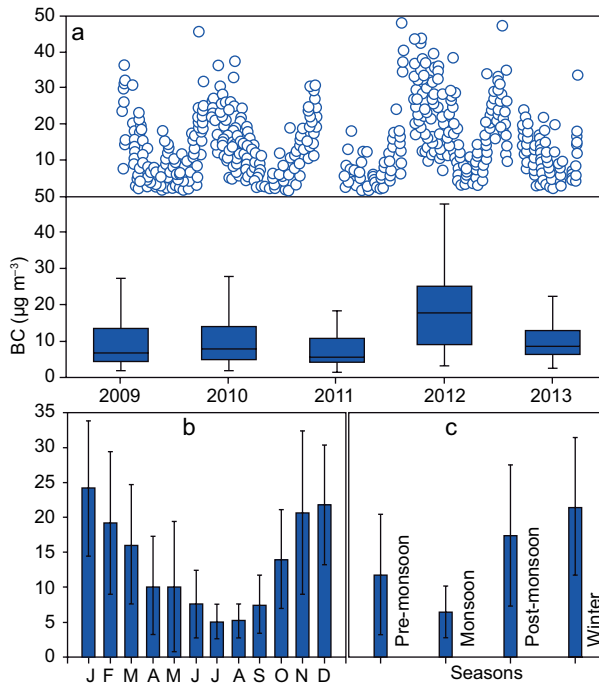 a
50
40
30
20
10
50
40
30
20
10
0
BC (µg m⁻³)
2009 2010 2011 2012 2013
b
c
35
30
25
20
15
10
5
0
J F M A M J J A S O N D
Pre-monsoon
Monsoon
Post-monsoon
Winter
Seasons